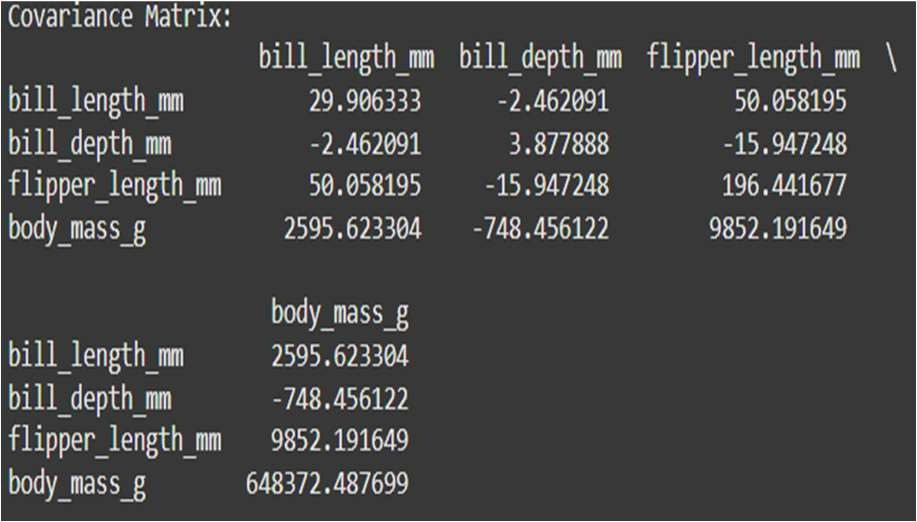 Covariance Matrix:
bill_length_mm bill_depth_mm flipper_length_mm \
bill_length_mm 29.906333 -2.462091 50.058195
bill_depth_mm -2.462091 3.877888 -15.947248
flipper_length_mm 50.058195 -15.947248 196.441677
body_mass_g 2595.623304 -748.456122 9852.191649
body_mass_g
bill_length_mm 2595.623304
bill_depth_mm -748.456122
flipper_length_mm 9852.191649
body_mass_g 648372.487699